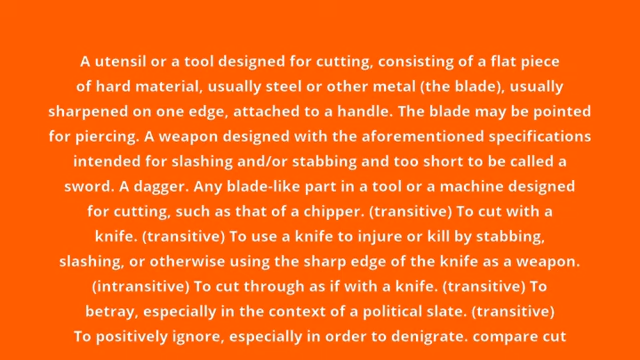 A utensil or a tool designed for cutting, consisting of a flat piece
of hard material, usually steel or other metal (the blade), usually
sharpened on one edge, attached to a handle. The blade may be pointed
for piercing. A weapon designed with the aforementioned specifications
intended for slashing and/or stabbing and too short to be called a
sword. A dagger. Any blade-like part in a tool or a machine designed
for cutting, such as that of a chipper. (transitive) To cut with a
knife. (transitive) To use a knife to injure or kill by stabbing,
slashing, or otherwise using the sharp edge of the knife as a weapon.
(intransitive) To cut through as if with a knife. (transitive) To
betray, especially in the context of a political slate. (transitive)
To positively ignore, especially in order to denigrate. compare cut